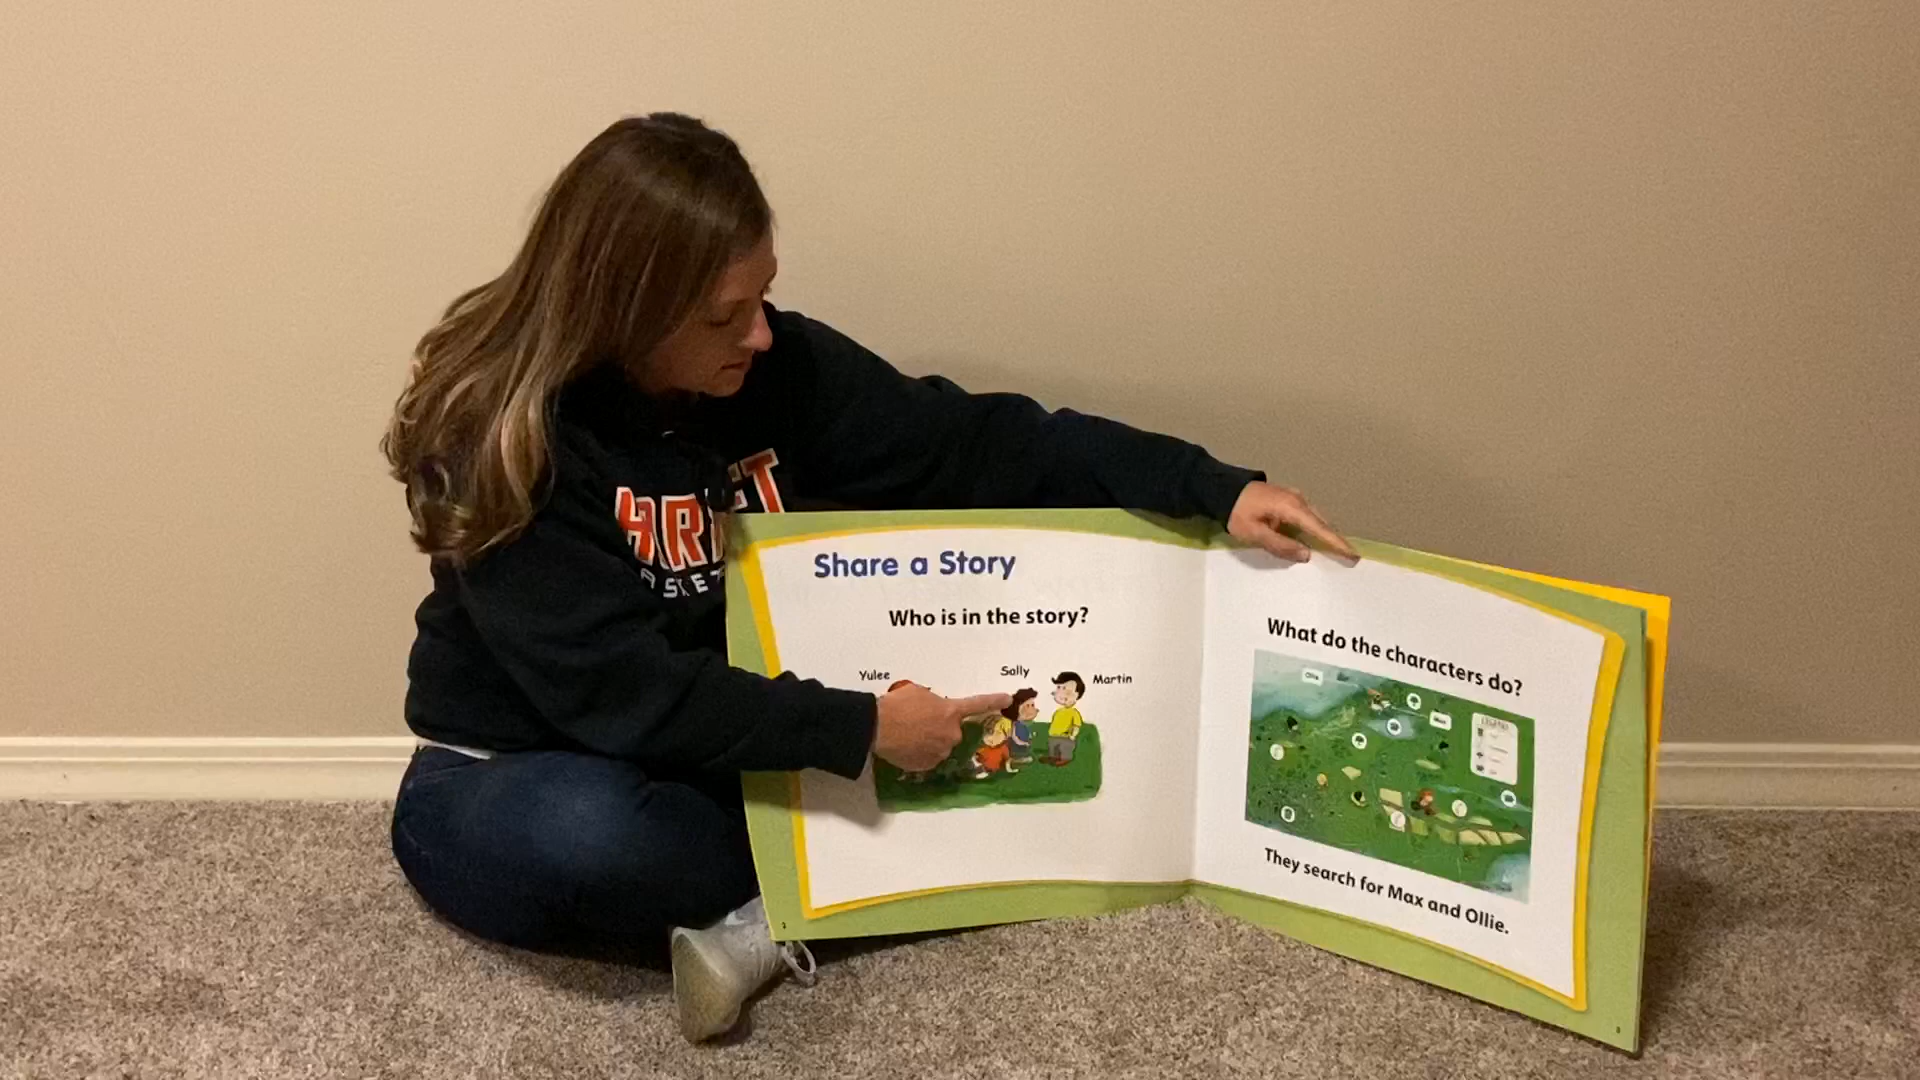 Share a Story
Who is in the story?
Yulee
Sally
Martin
What do the characters do?
They search for Max and Ollie.